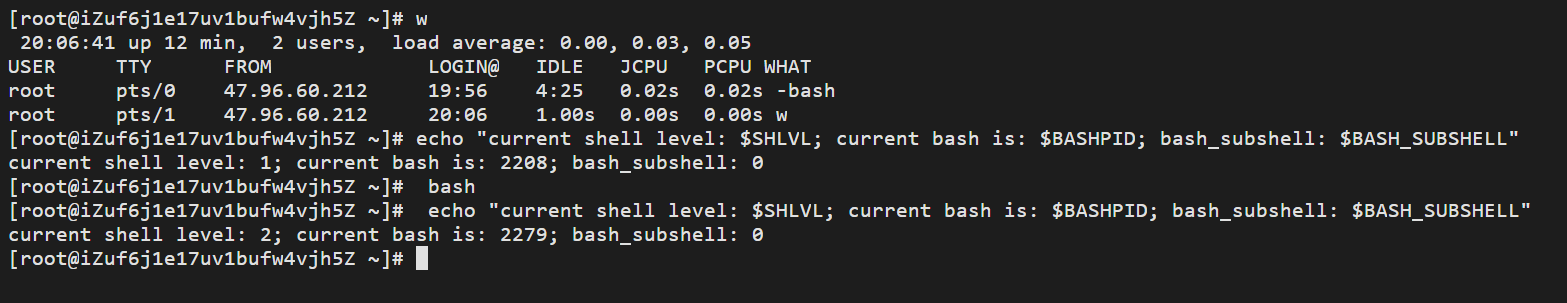 [root@iZuf6j1e17uv1bufw4vjh5Z ~]# w
 20:06:41 up 12 min,  2 users,  load average: 0.00, 0.03, 0.05
USER     TTY      FROM             LOGIN@   IDLE   JCPU   PCPU WHAT
root     pts/0    47.96.60.212     19:56    4:25   0.02s  0.02s -bash
root     pts/1    47.96.60.212     20:06    1.00s  0.00s  0.00s w
[root@iZuf6j1e17uv1bufw4vjh5Z ~]# echo "current shell level: $SHLVL; current bash is: $BASHPID; bash_subshell: $BASH_SUBSHELL"
current shell level: 1; current bash is: 2208; bash_subshell: 0
[root@iZuf6j1e17uv1bufw4vjh5Z ~]#  bash
[root@iZuf6j1e17uv1bufw4vjh5Z ~]#  echo "current shell level: $SHLVL; current bash is: $BASHPID; bash_subshell: $BASH_SUBSHELL"
current shell level: 2; current bash is: 2279; bash_subshell: 0
[root@iZuf6j1e17uv1bufw4vjh5Z ~]#